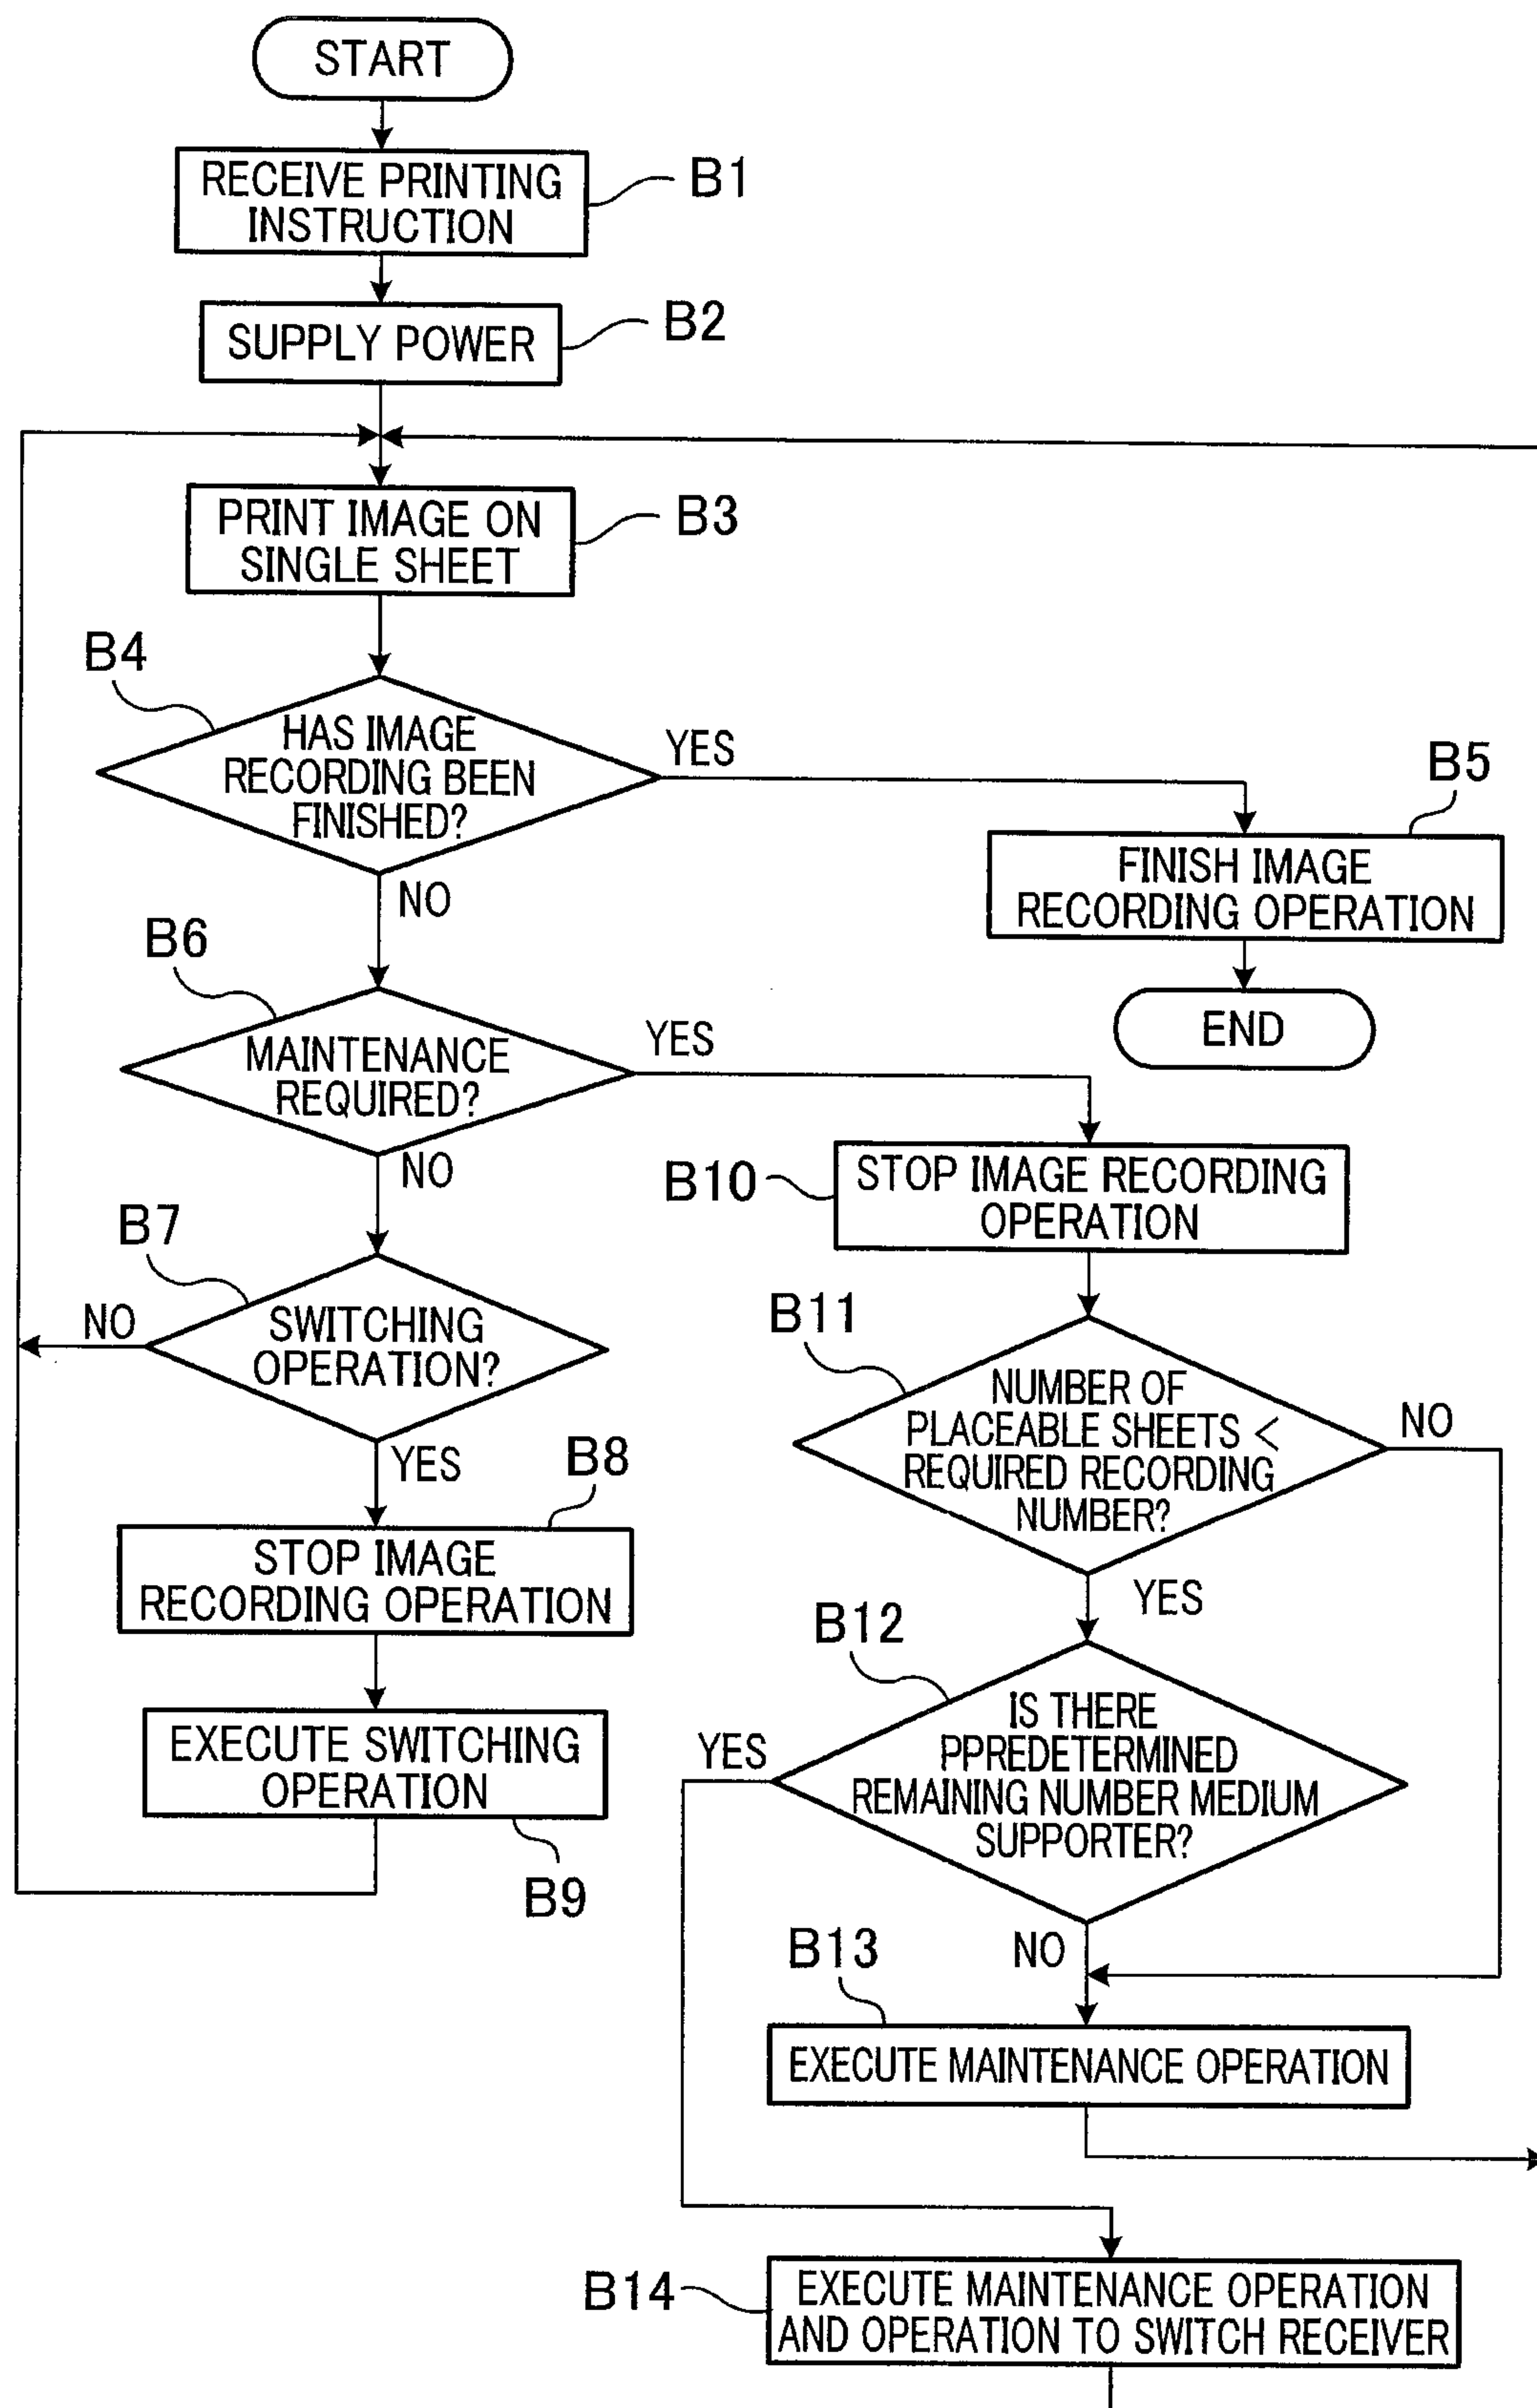 START
RECEIVE PRINTING
INSTRUCTION
B1
SUPPLY POWER
B2
PRINT IMAGE ON
SINGLE SHEET
B3
B4
HAS IMAGE
RECORDING BEEN
FINISHED?
YES
NO
B5
FINISH IMAGE
RECORDING OPERATION
END
B6
MAINTENANCE
REQUIRED?
YES
NO
B7
SWITCHING
OPERATION?
NO
YES
B8
STOP IMAGE
RECORDING OPERATION
EXECUTE SWITCHING
OPERATION
B9
B10
STOP IMAGE RECORDING
OPERATION
B11
NUMBER OF
PLACEABLE SHEETS <
REQUIRED RECORDING
NUMBER?
NO
YES
B12
IS THERE
PPREDETERMINED
REMAINING NUMBER MEDIUM
SUPPORTER?
YES
NO
B13
EXECUTE MAINTENANCE OPERATION
B14
EXECUTE MAINTENANCE OPERATION
AND OPERATION TO SWITCH RECEIVER